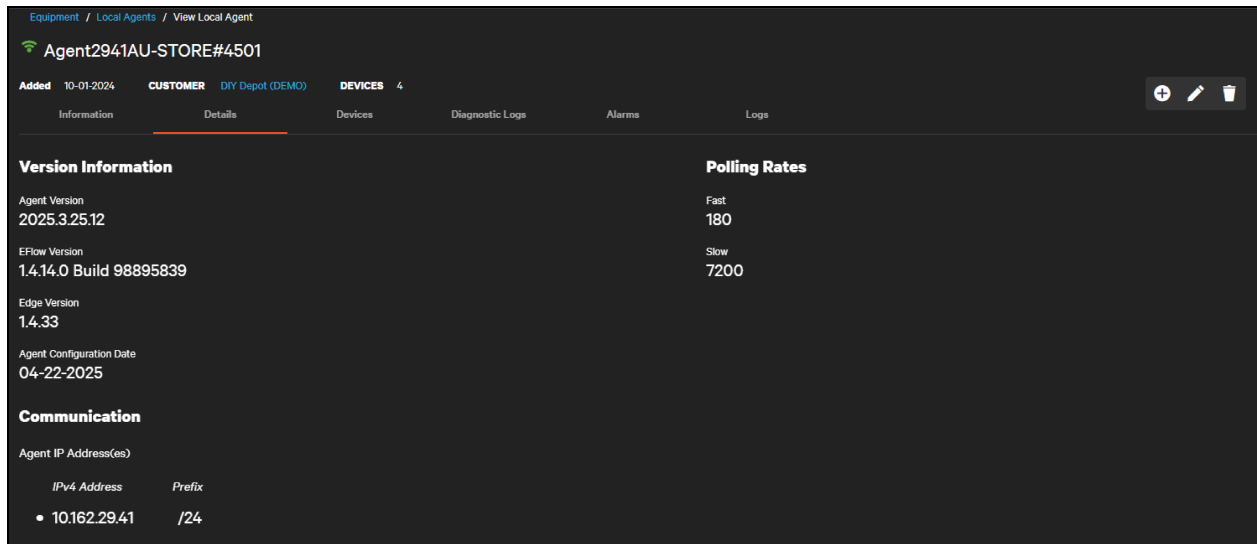 Equipment / Local Agents / View Local Agent
Agent2941AU-STORE#4501
Added 10-01-2024 CUSTOMER DIY Depot (DEMO) DEVICES 4
Information Details Devices Diagnostic Logs Alarms Logs
Version Information
Agent Version
2025.3.25.12
EFlow Version
1.4.14.0 Build 98895839
Edge Version
1.4.33
Agent Configuration Date
04-22-2025
Communication
Agent IP Address(es)
IPv4 Address Prefix
10.162.29.41 /24
Polling Rates
Fast
180
Slow
7200